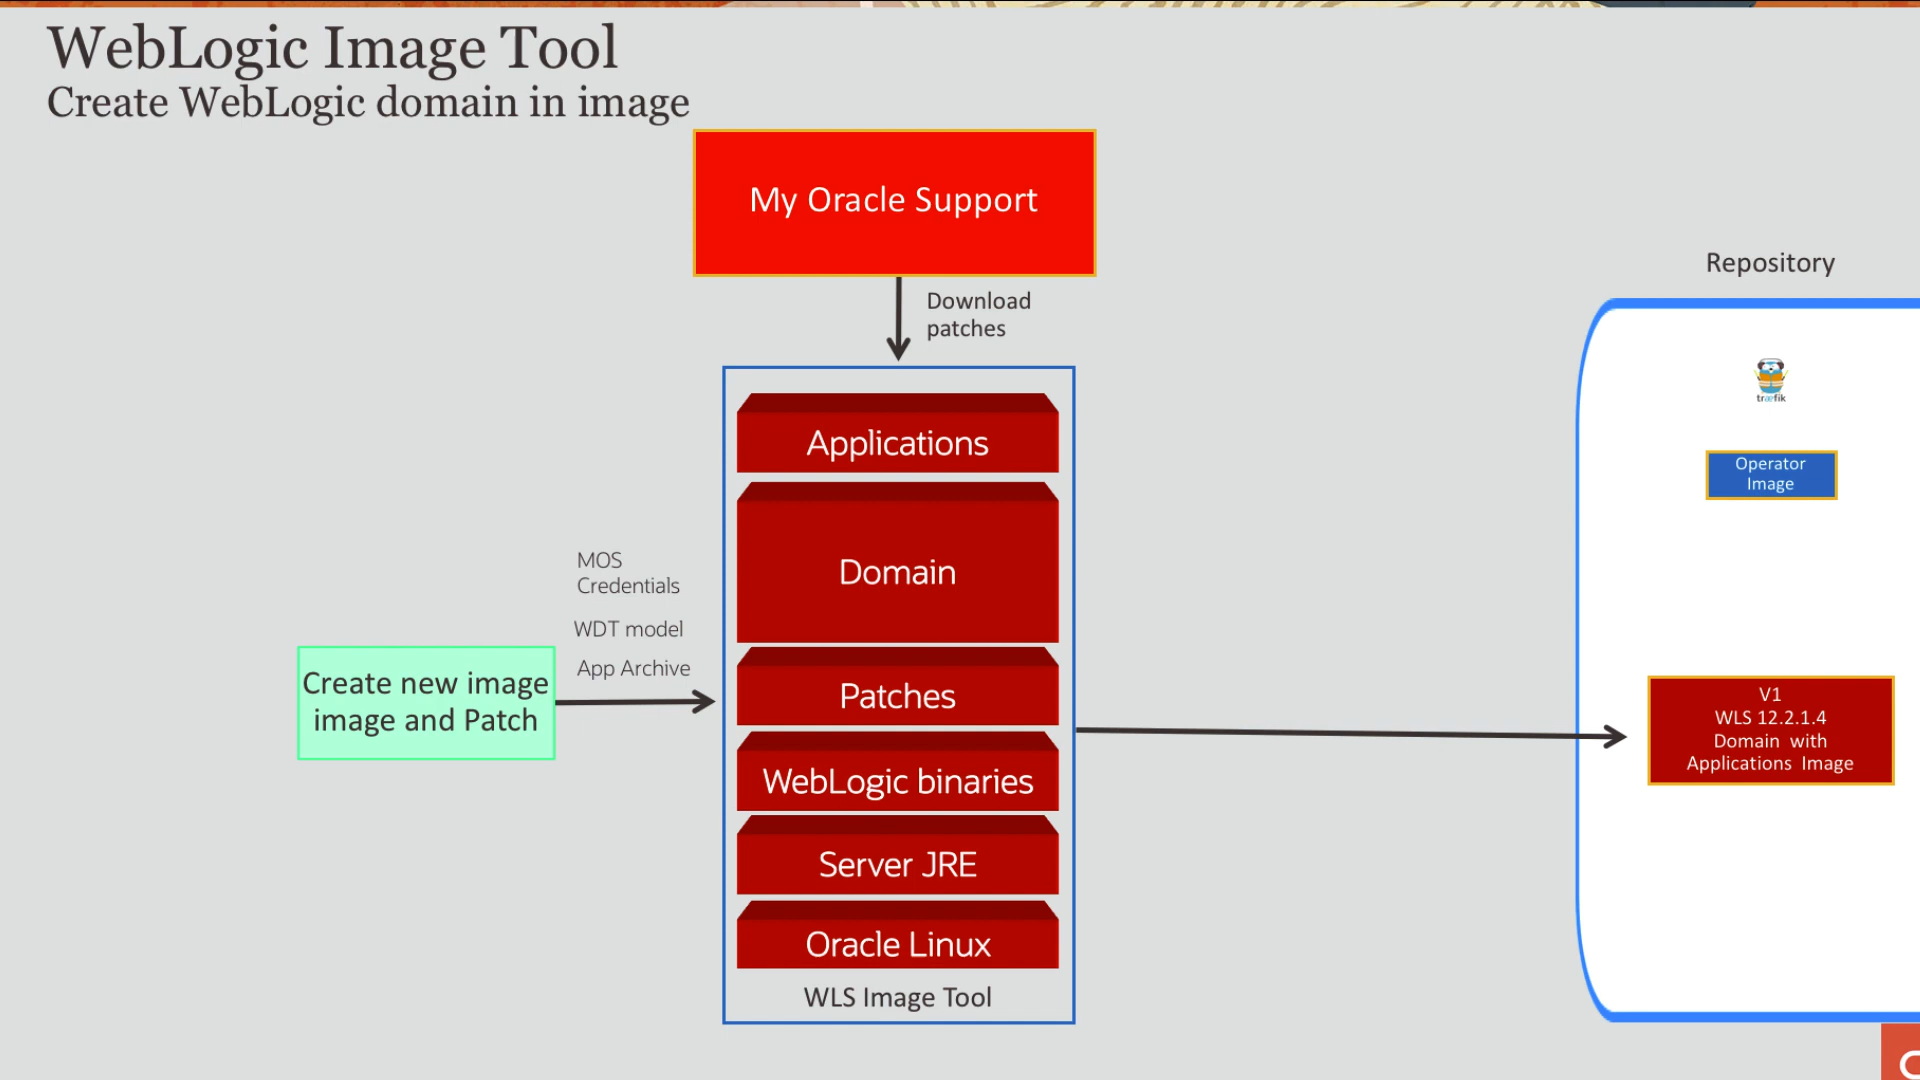 WebLogic Image Tool
Create WebLogic domain in image
My Oracle Support
Download
patches
Repository
træfik
Operator
Image
Applications
Domain
MOS
Credentials
WDT model
App Archive
Create new image
image and Patch
Patches
WebLogic binaries
Server JRE
Oracle Linux
WLS Image Tool
V1
WLS 12.2.1.4
Domain with
Applications Image